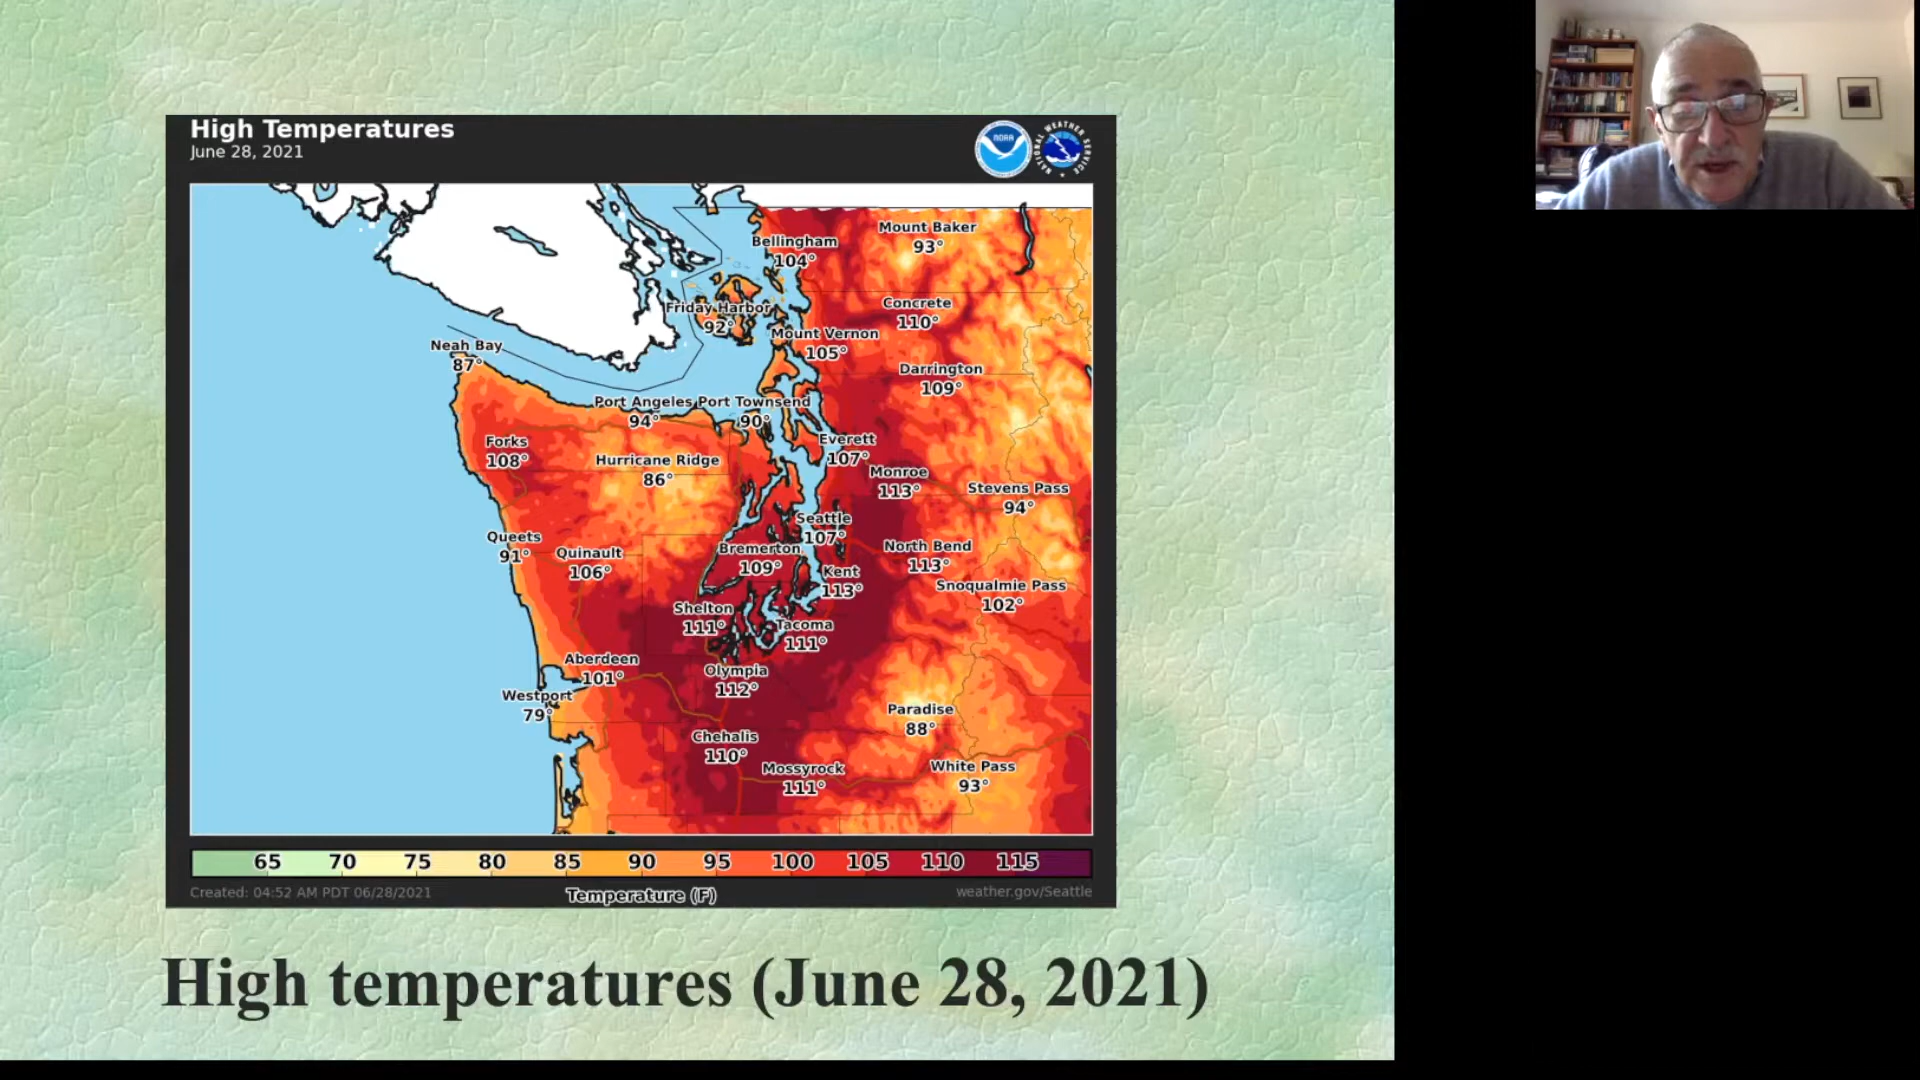 High Temperatures
June 28, 2021
NOAA
NATIONAL WEATHER SERVICE
Bellingham
104°
Mount Baker
93°
Friday Harbor
92°
Concrete
110°
Mount Vernon
105°
Neah Bay
87°
Darrington
109°
Port Angeles
94°
Port Townsend
90°
Forks
108°
Hurricane Ridge
86°
Everett
107°
Monroe
113°
Stevens Pass
94°
Seattle
107°
Queets
91°
Quinault
106°
Bremerton
109°
North Bend
113°
Kent
113°
Snoqualmie Pass
102°
Shelton
111°
Tacoma
111°
Aberdeen
101°
Olympia
112°
Westport
79°
Paradise
88°
Chehalis
110°
Mossyrock
111°
White Pass
93°
65 70 75 80 85 90 95 100 105 110 115
Created: 04:52 AM PDT 06/28/2021
Temperature (F)
weather.gov/Seattle
High temperatures (June 28, 2021)